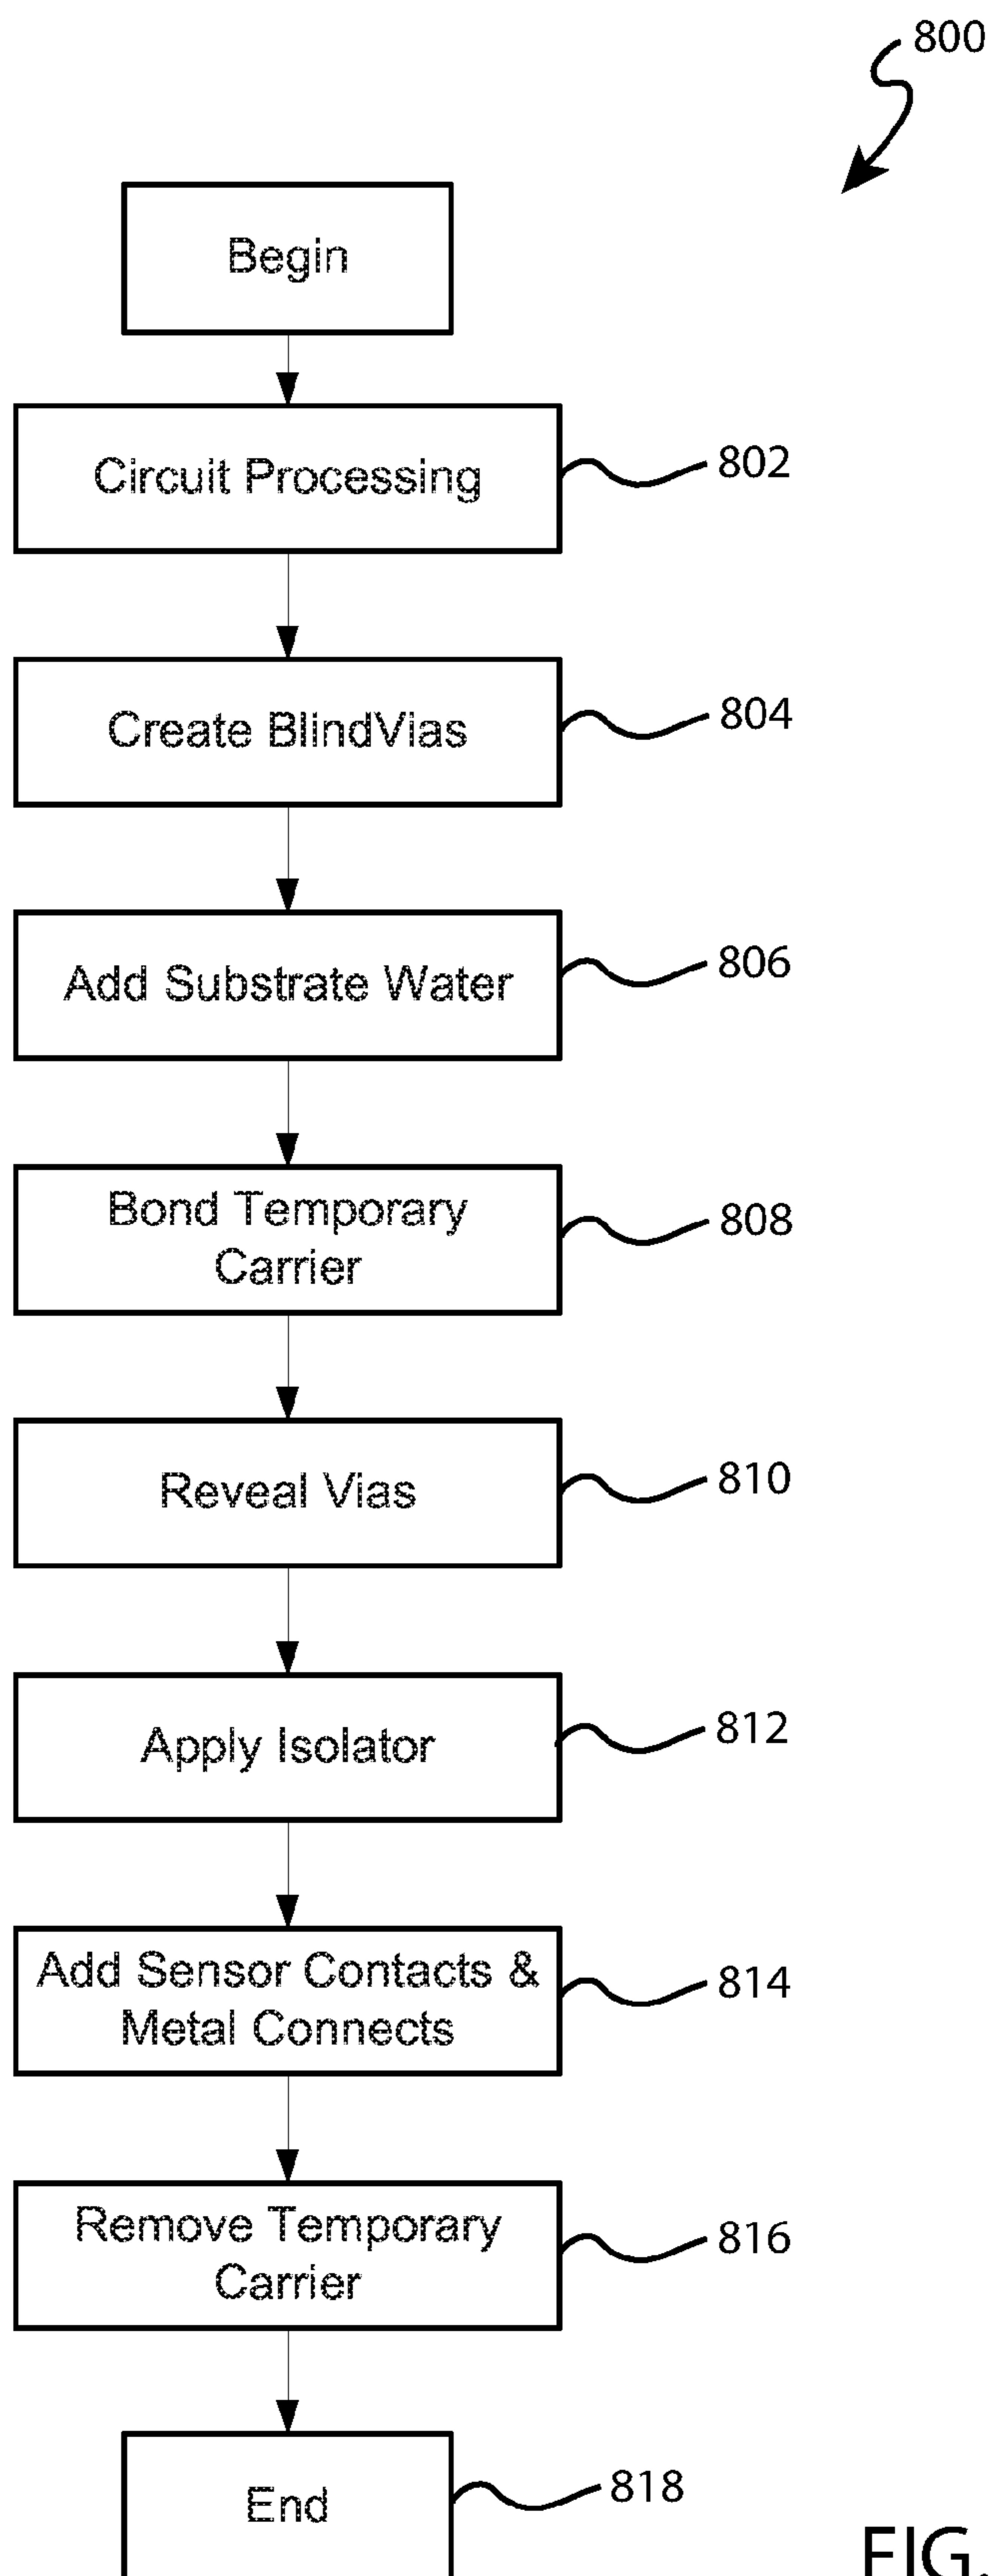 800
Begin
Circuit Processing
802
Create BlindVias
804
Add Substrate Water
806
Bond Temporary
Carrier
808
Reveal Vias
810
Apply Isolator
812
Add Sensor Contacts &
Metal Connects
814
Remove Temporary
Carrier
816
End
818
FIG.